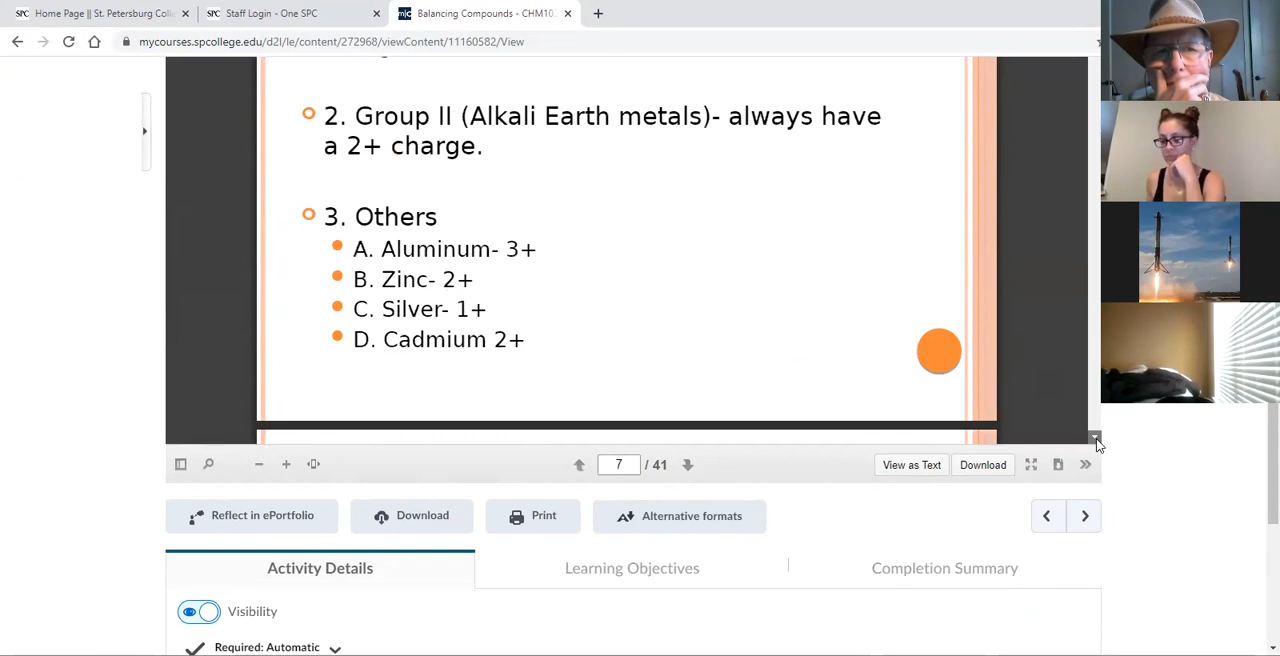 SPC Home Page || St. Petersburg Coll
SPC Staff Login - One SPC
m|c Balancing Compounds - CHM102
mycourses.spcollege.edu/d2l/le/content/272968/viewContent/11160582/View
2. Group II (Alkali Earth metals)- always have
a 2+ charge.
3. Others
A. Aluminum- 3+
B. Zinc- 2+
C. Silver- 1+
D. Cadmium 2+
7 / 41
View as Text
Download
Reflect in ePortfolio
Download
Print
Alternative formats
Activity Details
Learning Objectives
Completion Summary
Visibility
Required: Automatic